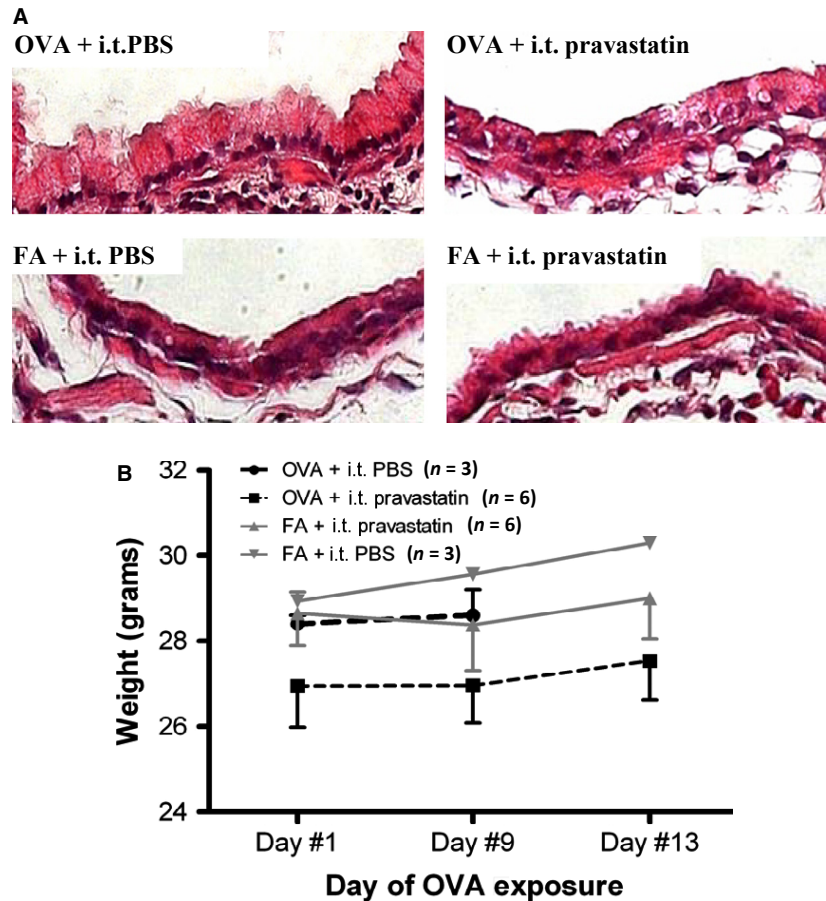 A
OVA + i.t.PBS
OVA + i.t. pravastatin
FA + i.t. PBS
FA + i.t. pravastatin
B
32
30
28
26
24
OVA + i.t. PBS (n = 3)
OVA + i.t. pravastatin (n = 6)
FA + i.t. pravastatin (n = 6)
FA + i.t. PBS (n = 3)
Weight (grams)
Day #1
Day #9
Day #13
Day of OVA exposure